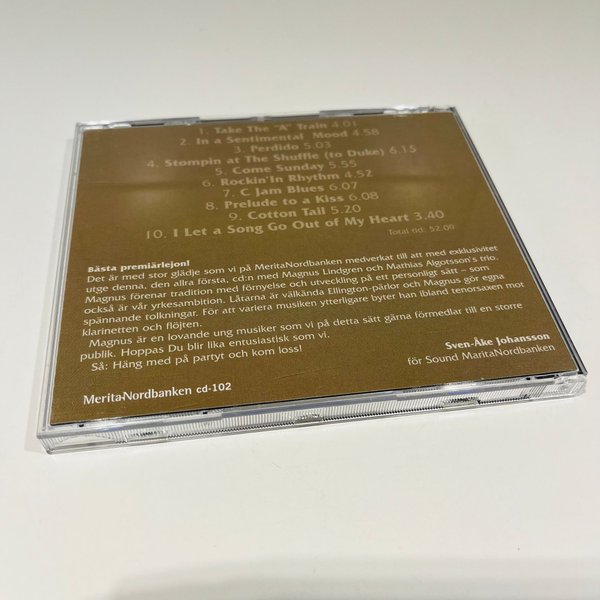 1. Take The "A" Train 4.01
2. In a Sentimental Mood 4.58
3. Perdido 5.03
4. Stompin at The Shuffle (to Duke) 6.15
5. Come Sunday 5.55
6. Rockin'In Rhythm 4.52
7. C Jam Blues 6.07
8. Prelude to a Kiss 6.08
9. Cotton Tail 5.20
10. I Let a Song Go Out of My Heart 3.40
Total tid: 52.00
Bästa premiärlejon!
Det är med stor glädje som vi på MeritaNordbanken medverkat till att med exklusivitet
utge denna, den allra första, cd:n med Magnus Lindgren och Mathias Algotsson's trio.
Magnus förenar tradition med förnyelse och utveckling på ett personligt sätt – som
också är vår yrkesambition. Låtarna är välkända Ellington-pärlor och Magnus gör egna
spännande tolkningar. För att variera musiken ytterligare byter han ibland tenorsaxen mot
klarinetten och flöjten.
Magnus är en lovande ung musiker som vi på detta sätt gärna förmedlar till en större
publik. Hoppas Du blir lika entusiastisk som vi.
Så: Häng med på partyt och kom loss!
Sven-Åke Johansson
för Sound MaritaNordbanken
MeritaNordbanken cd-102